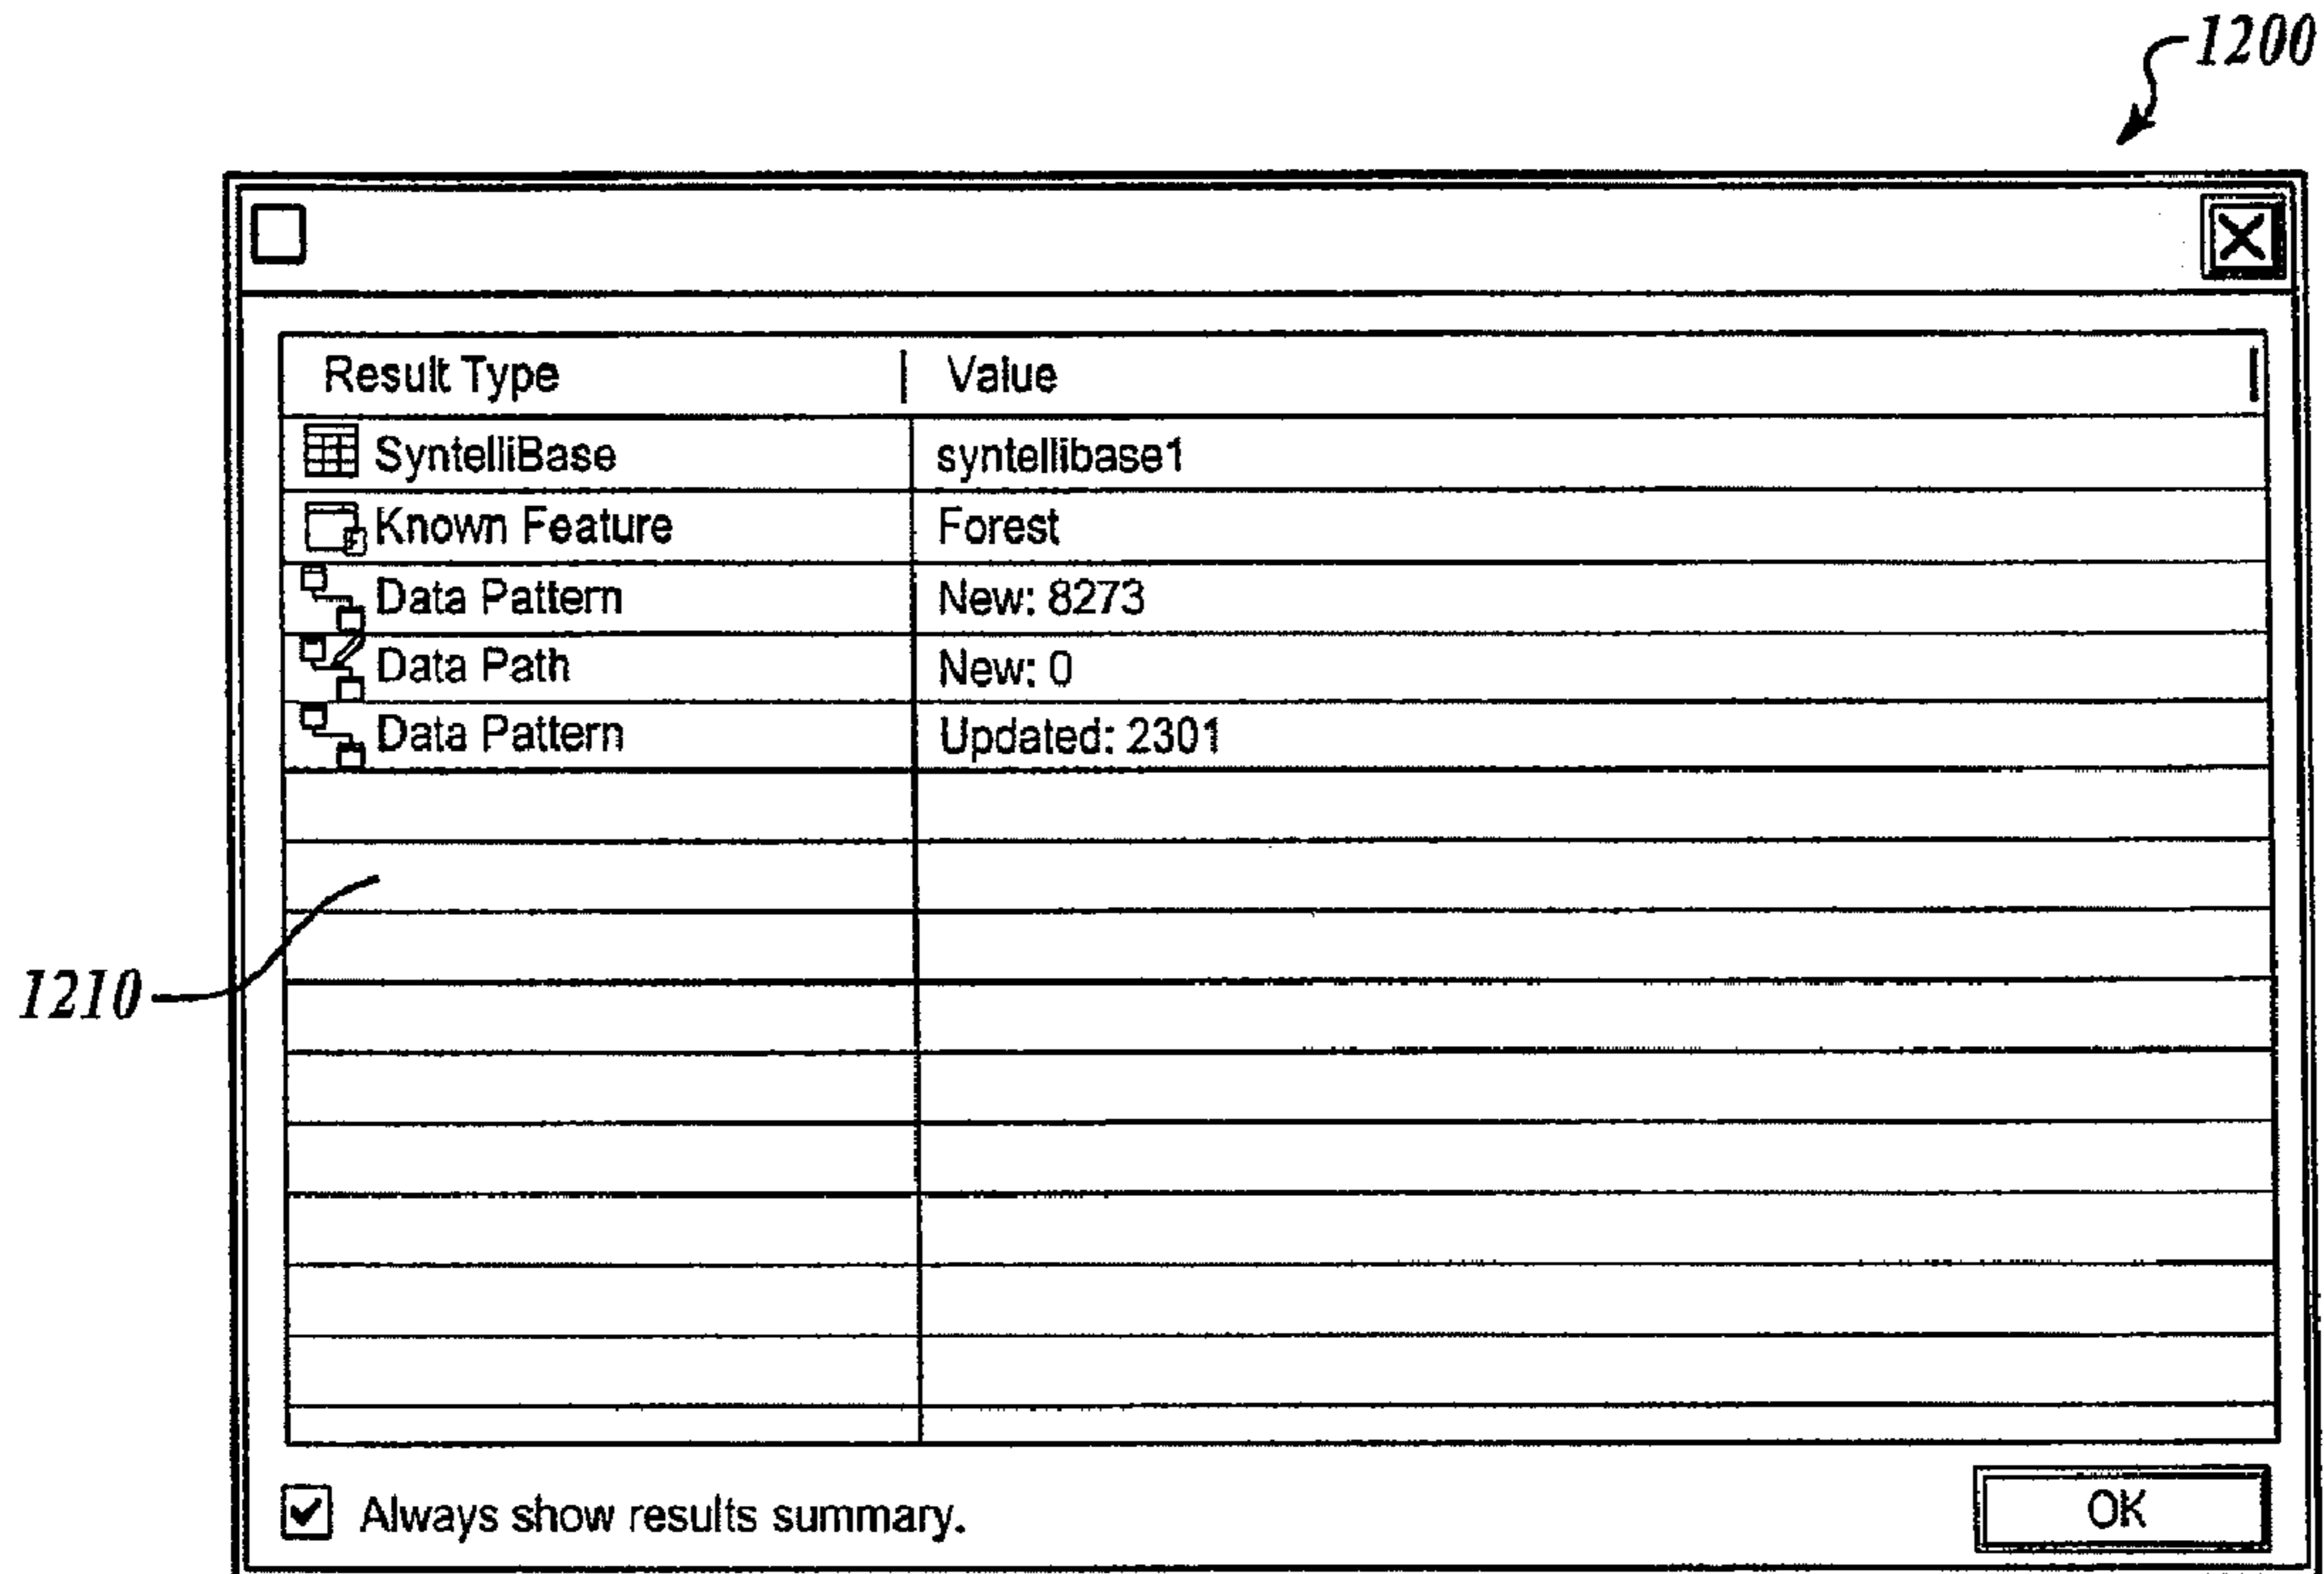 1200
Result Type | Value
SyntelliBase syntellibase1
Known Feature Forest
Data Pattern New: 8273
Data Path New: 0
Data Pattern Updated: 2301
1210
Always show results summary.
OK